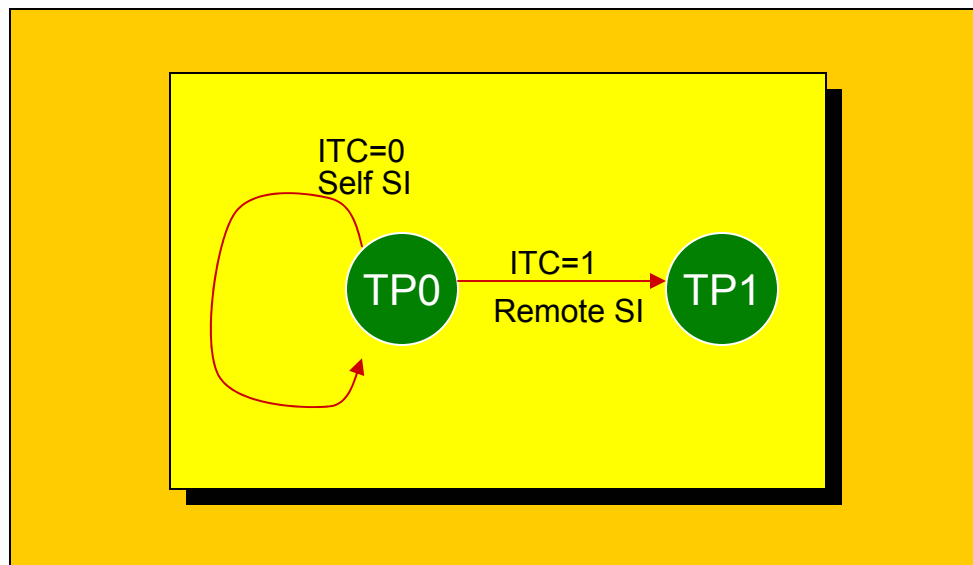 ITC=0
Self SI
TP0
ITC=1
Remote SI
TP1